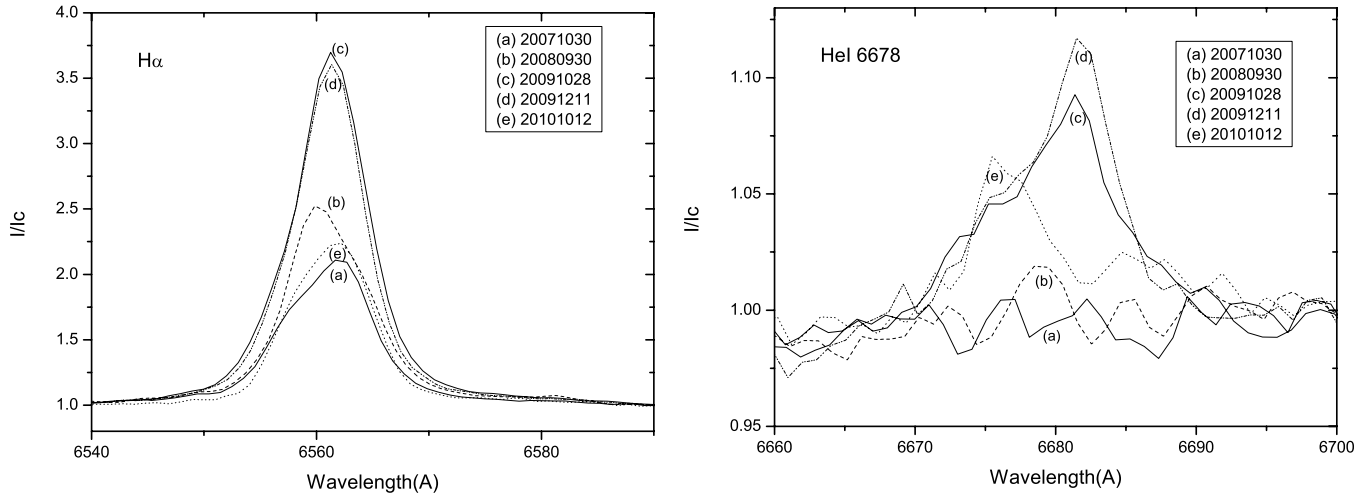 Hα
(a) 20071030
(b) 20080930
(c) 20091028
(d) 20091211
(e) 20101012
4.0
3.5
3.0
2.5
2.0
1.5
1.0
I/Ic
(c)
(d)
(b)
(e)
(a)
6540
6560
6580
Wavelength(A)
HeI 6678
(a) 20071030
(b) 20080930
(c) 20091028
(d) 20091211
(e) 20101012
1.10
1.05
1.00
0.95
I/Ic
(d)
(c)
(e)
(b)
(a)
6660
6670
6680
6690
6700
Wavelength(A)